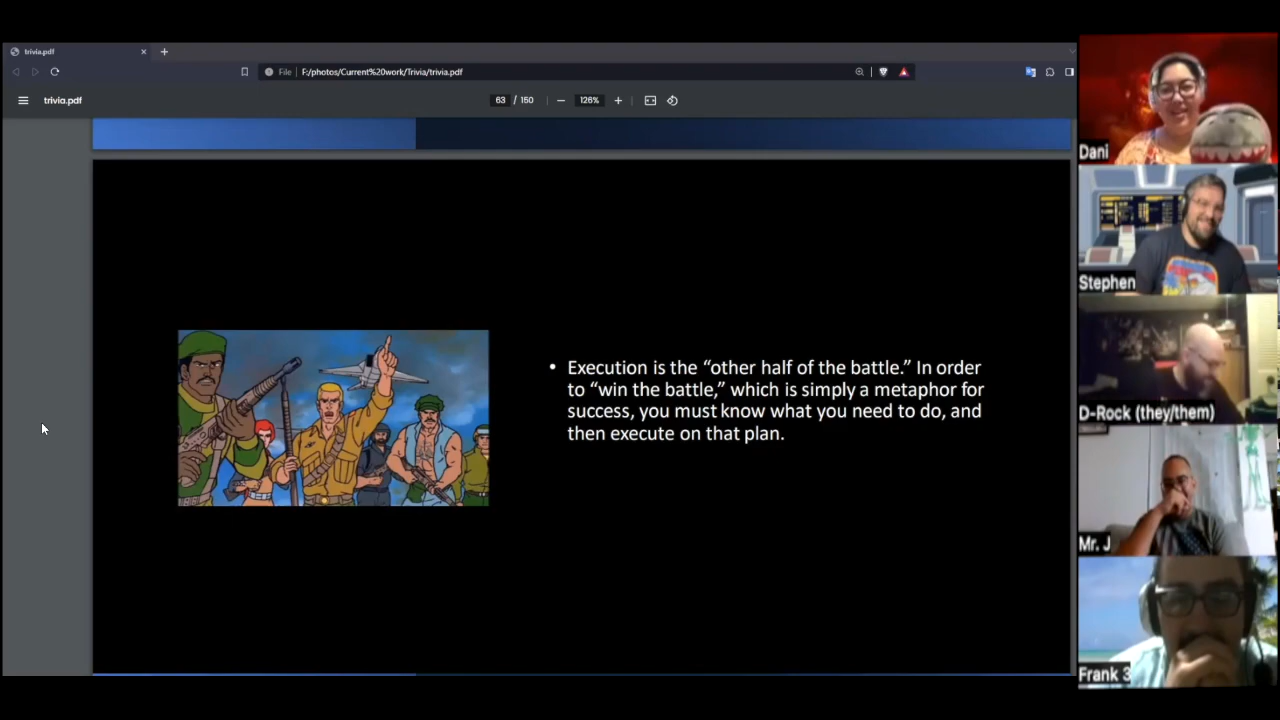 trivia.pdf
File F:/photos/Current%20work/Trivia/trivia.pdf
trivia.pdf 63 / 150 126%
• Execution is the “other half of the battle.” In order
to “win the battle,” which is simply a metaphor for
success, you must know what you need to do, and
then execute on that plan.
Dani
Stephen
D-Rock (they/them)
Mr. J
Frank 3